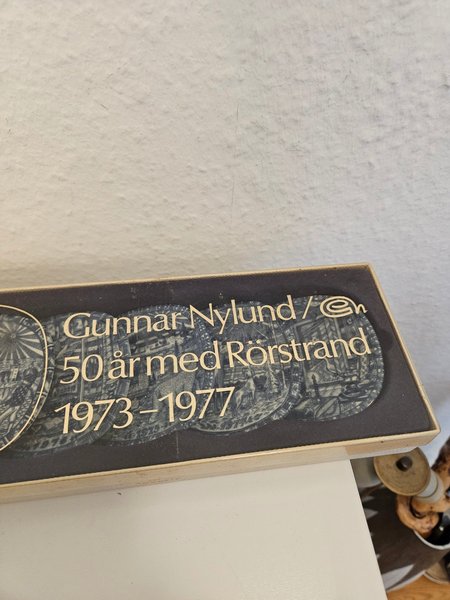 Gunnar Nylund /
50 år med Rörstrand
1973-1977